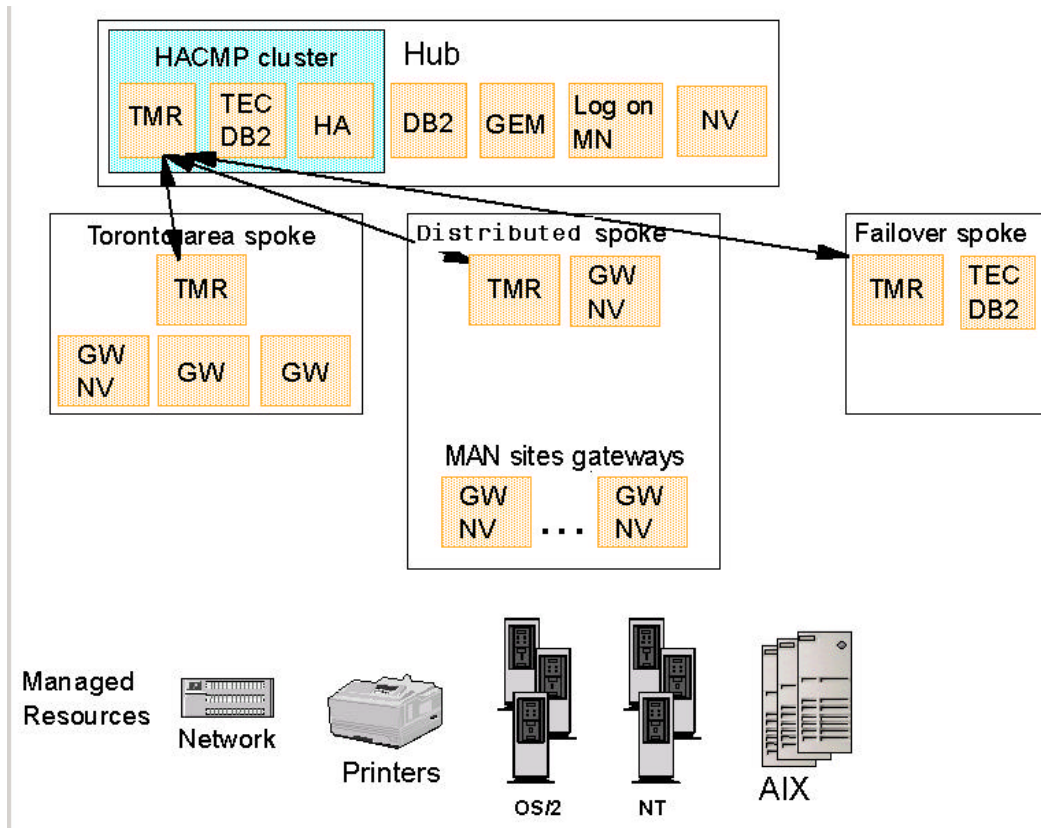 HACMP cluster
Hub
TMR
TEC
DB2
HA
DB2
GEM
Log on
MN
NV
Toronto area spoke
TMR
GW
NV
GW
GW
Distributed spoke
TMR
GW
NV
MAN sites gateways
GW
NV
...
GW
NV
Failover spoke
TMR
TEC
DB2
Managed
Resources
Network
Printers
OS/2
NT
AIX